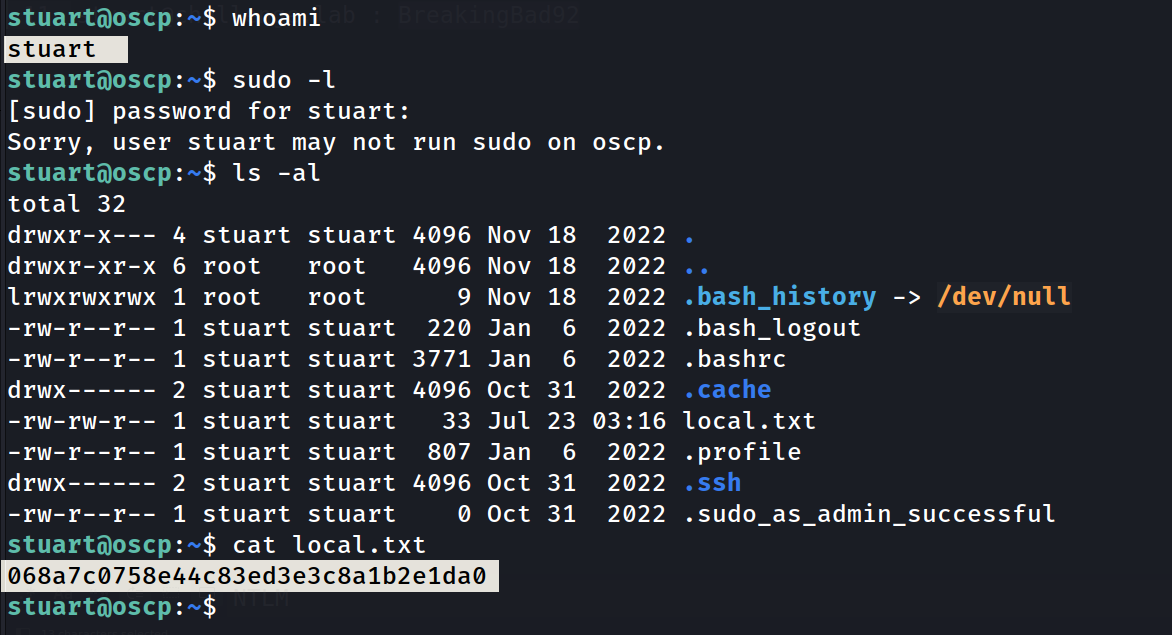 stuart@oscp:~$ whoami
stuart
stuart@oscp:~$ sudo -l
[sudo] password for stuart:
Sorry, user stuart may not run sudo on oscp.
stuart@oscp:~$ ls -al
total 32
drwxr-x--- 4 stuart stuart 4096 Nov 18  2022 .
drwxr-xr-x 6 root   root   4096 Nov 18  2022 ..
lrwxrwxrwx 1 root   root      9 Nov 18  2022 .bash_history -> /dev/null
-rw-r--r-- 1 stuart stuart  220 Jan  6  2022 .bash_logout
-rw-r--r-- 1 stuart stuart 3771 Jan  6  2022 .bashrc
drwx------ 2 stuart stuart 4096 Oct 31  2022 .cache
-rw-rw-r-- 1 stuart stuart   33 Jul 23 03:16 local.txt
-rw-r--r-- 1 stuart stuart  807 Jan  6  2022 .profile
drwx------ 2 stuart stuart 4096 Oct 31  2022 .ssh
-rw-r--r-- 1 stuart stuart    0 Oct 31  2022 .sudo_as_admin_successful
stuart@oscp:~$ cat local.txt
068a7c0758e44c83ed3e3c8a1b2e1da0
stuart@oscp:~$